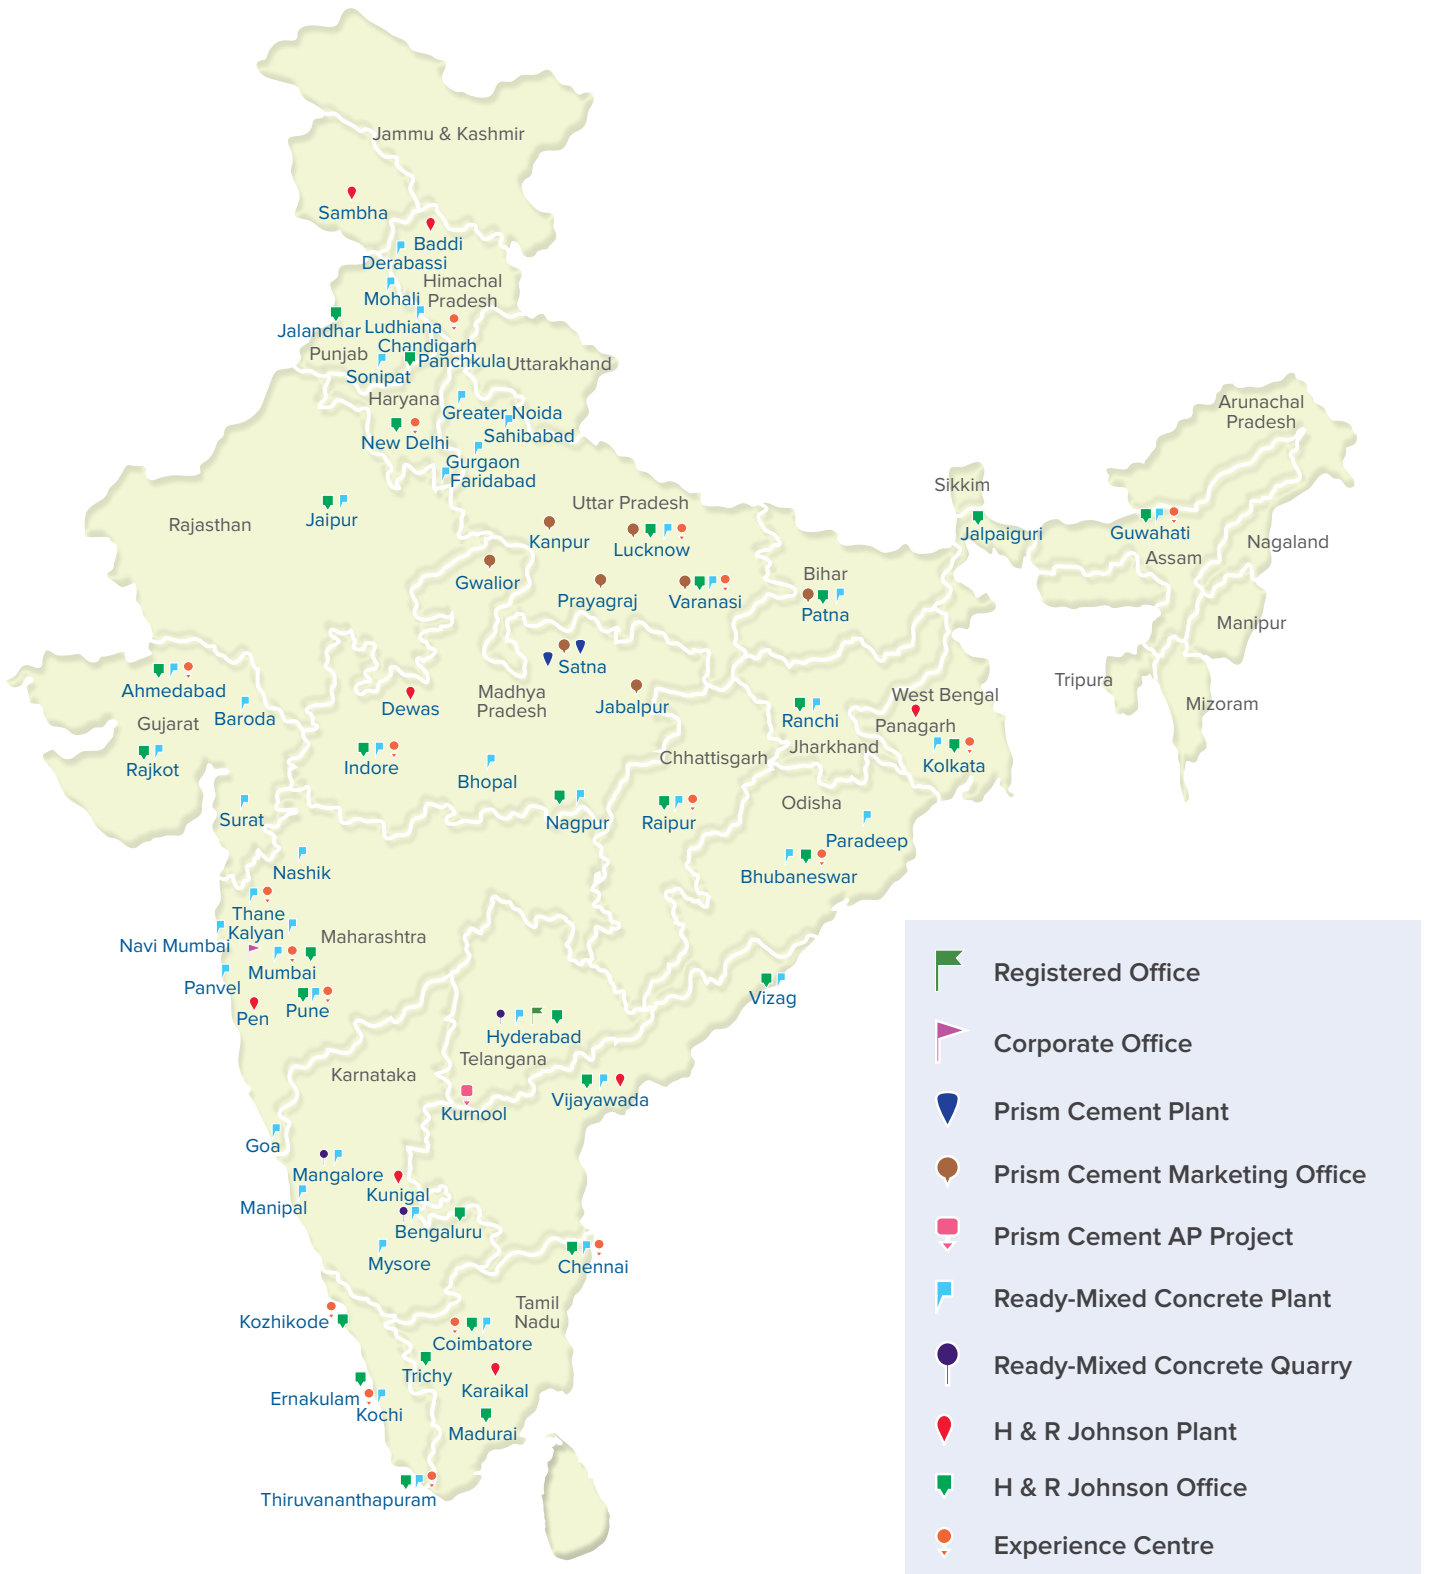 Jammu & Kashmir
Sambha
Baddi
Derabassi
Himachal
Pradesh
Mohali
Jalandhar
Ludhiana
Chandigarh
Punjab
Panchkula
Uttarakhand
Sonipat
Haryana
Greater Noida
New Delhi
Sahibabad
Gurgaon
Faridabad
Arunachal
Pradesh
Sikkim
Uttar Pradesh
Rajasthan
Jaipur
Kanpur
Lucknow
Jalpaiguri
Guwahati
Nagaland
Assam
Gwalior
Bihar
Prayagraj
Varanasi
Patna
Manipur
Satna
Tripura
Ahmedabad
Madhya
Pradesh
West Bengal
Mizoram
Dewas
Jabalpur
Baroda
Gujarat
Ranchi
Panagarh
Jharkhand
Rajkot
Indore
Chhattisgarh
Kolkata
Bhopal
Odisha
Surat
Nagpur
Raipur
Paradeep
Nashik
Bhubaneswar
Thane
Kalyan
Maharashtra
Navi Mumbai
Mumbai
Panvel
Pen
Pune
Vizag
Hyderabad
Telangana
Karnataka
Kurnool
Vijayawada
Goa
Mangalore
Kunigal
Manipal
Bengaluru
Mysore
Chennai
Tamil
Nadu
Kozhikode
Coimbatore
Trichy
Karaikal
Ernakulam
Kochi
Madurai
Thiruvananthapuram
Registered Office
Corporate Office
Prism Cement Plant
Prism Cement Marketing Office
Prism Cement AP Project
Ready-Mixed Concrete Plant
Ready-Mixed Concrete Quarry
H & R Johnson Plant
H & R Johnson Office
Experience Centre